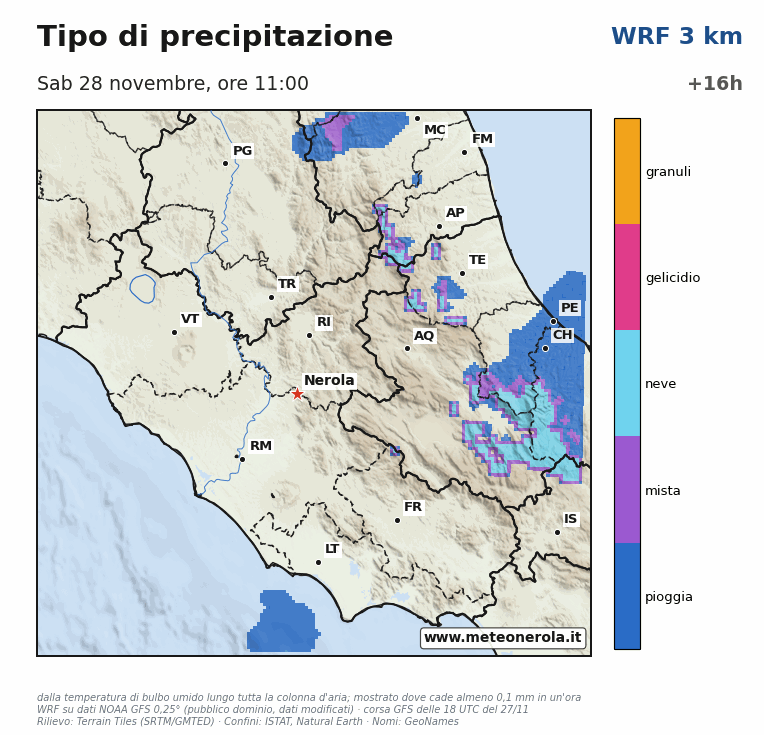 Tipo di precipitazione
WRF 3 km
Sab 28 novembre, ore 11:00
+16h
MC
FM
PG
AP
TE
TR
PE
VT
RI
AQ
CH
Nerola
RM
FR
IS
LT
www.meteonerola.it
granuli
gelicidio
neve
mista
pioggia
dalla temperatura di bulbo umido lungo tutta la colonna d'aria; mostrato dove cade almeno 0,1 mm in un'ora
WRF su dati NOAA GFS 0,25° (pubblico dominio, dati modificati) · corsa GFS delle 18 UTC del 27/11
Rilievo: Terrain Tiles (SRTM/GMTED) · Confini: ISTAT, Natural Earth · Nomi: GeoNames